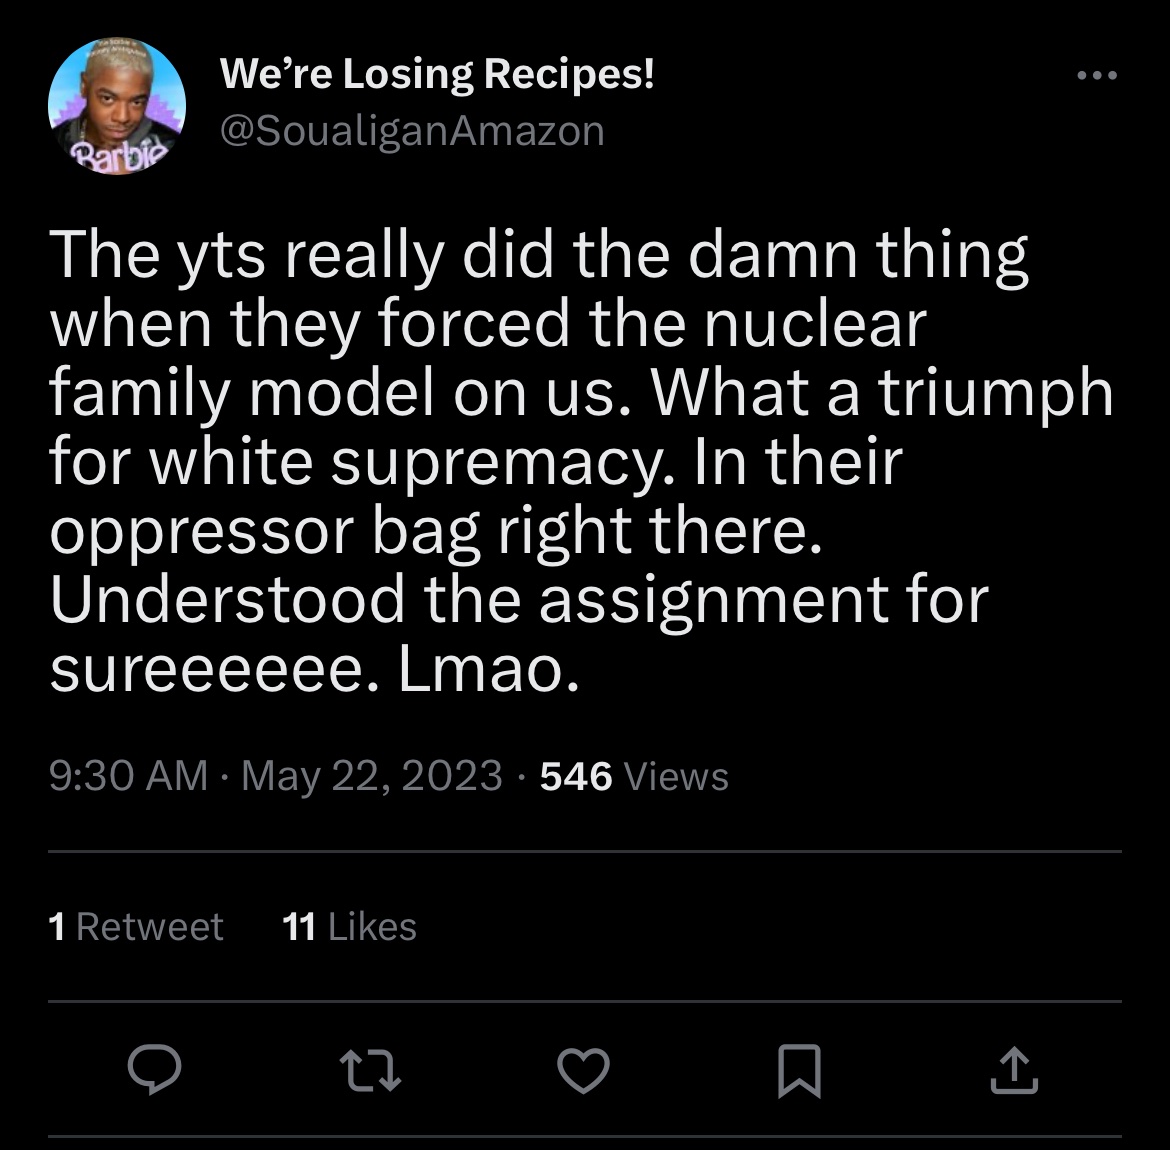 We’re Losing Recipes!
@SoualiganAmazon
Barbie
The yts really did the damn thing
when they forced the nuclear
family model on us. What a triumph
for white supremacy. In their
oppressor bag right there.
Understood the assignment for
sureeeeeee. Lmao.
9:30 AM · May 22, 2023 · 546 Views
1 Retweet 11 Likes